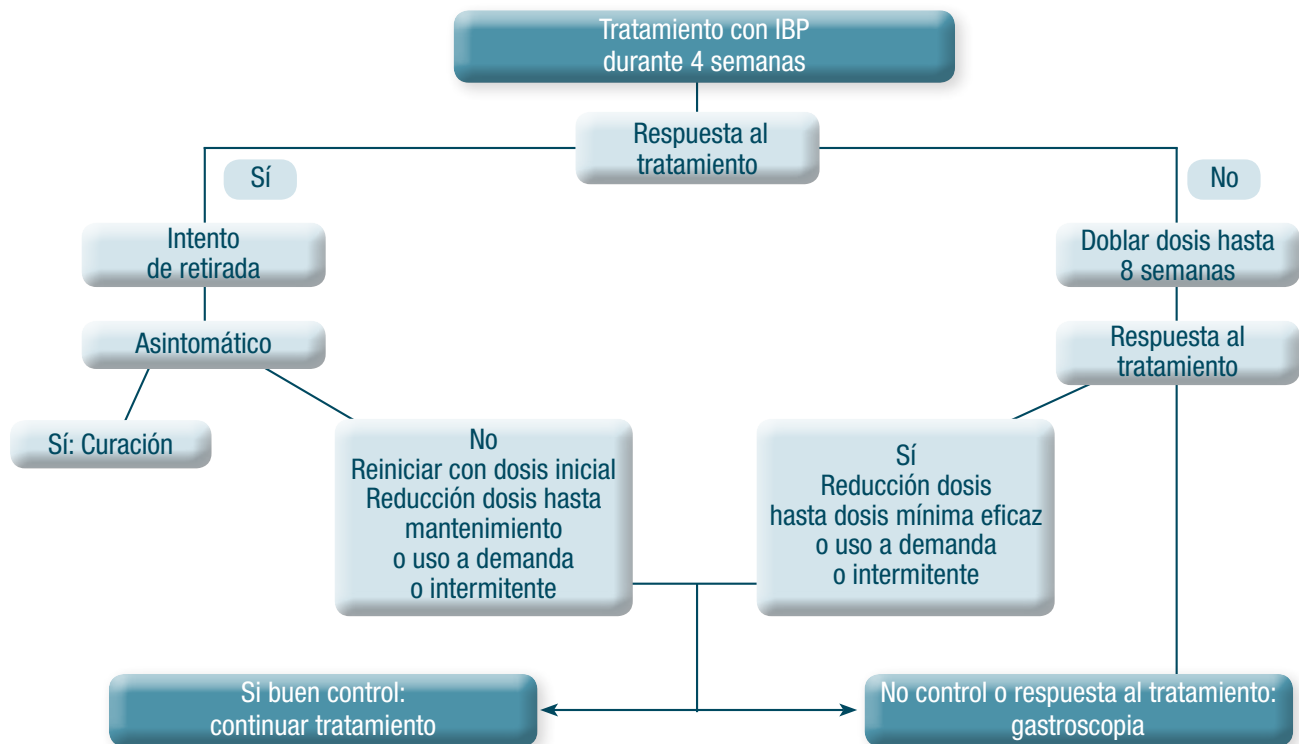 Tratamiento con IBP
durante 4 semanas
Respuesta al
tratamiento
Sí
No
Intento
de retirada
Doblar dosis hasta
8 semanas
Asintomático
Respuesta al
tratamiento
Sí: Curación
No
Reiniciar con dosis inicial
Reducción dosis hasta
mantenimiento
o uso a demanda
o intermitente
Sí
Reducción dosis
hasta dosis mínima eficaz
o uso a demanda
o intermitente
Si buen control:
continuar tratamiento
No control o respuesta al tratamiento:
gastroscopia